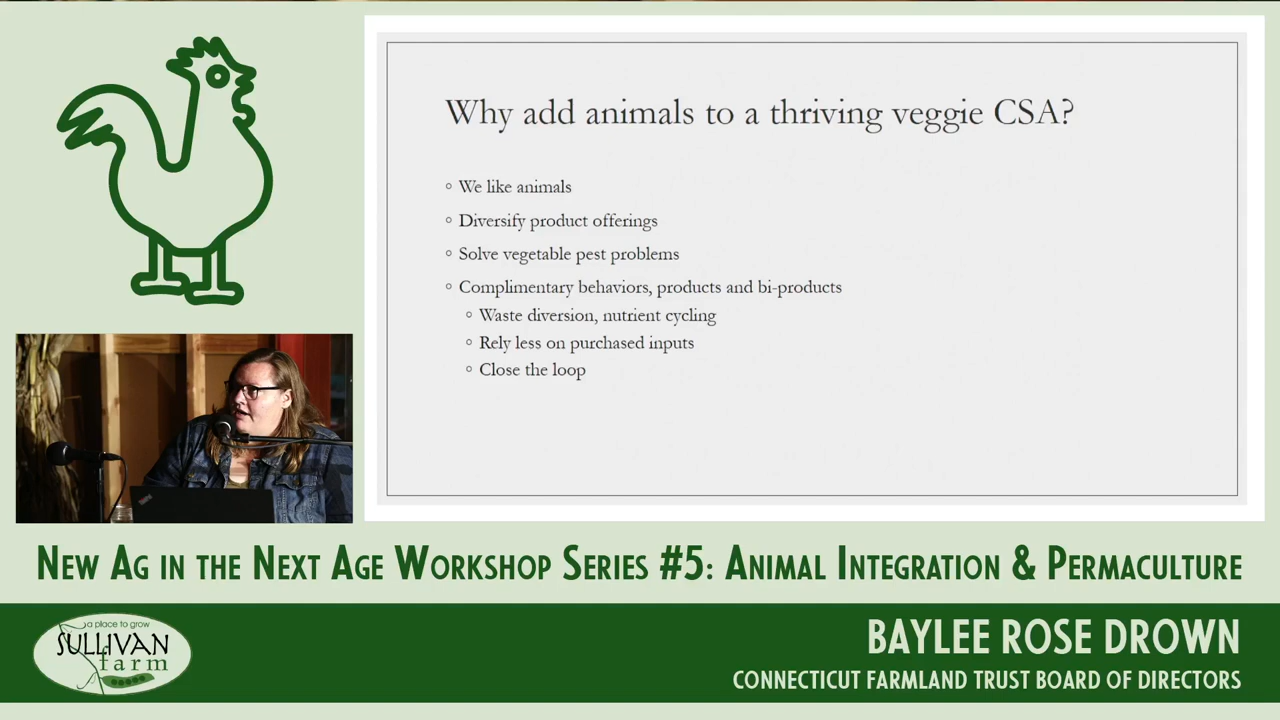 Why add animals to a thriving veggie CSA?
We like animals
Diversify product offerings
Solve vegetable pest problems
Complimentary behaviors, products and bi-products
Waste diversion, nutrient cycling
Rely less on purchased inputs
Close the loop
NEW AG IN THE NEXT AGE WORKSHOP SERIES #5: ANIMAL INTEGRATION & PERMACULTURE
a place to grow
SULLIVAN
farm
BAYLEE ROSE DROWN
CONNECTICUT FARMLAND TRUST BOARD OF DIRECTORS